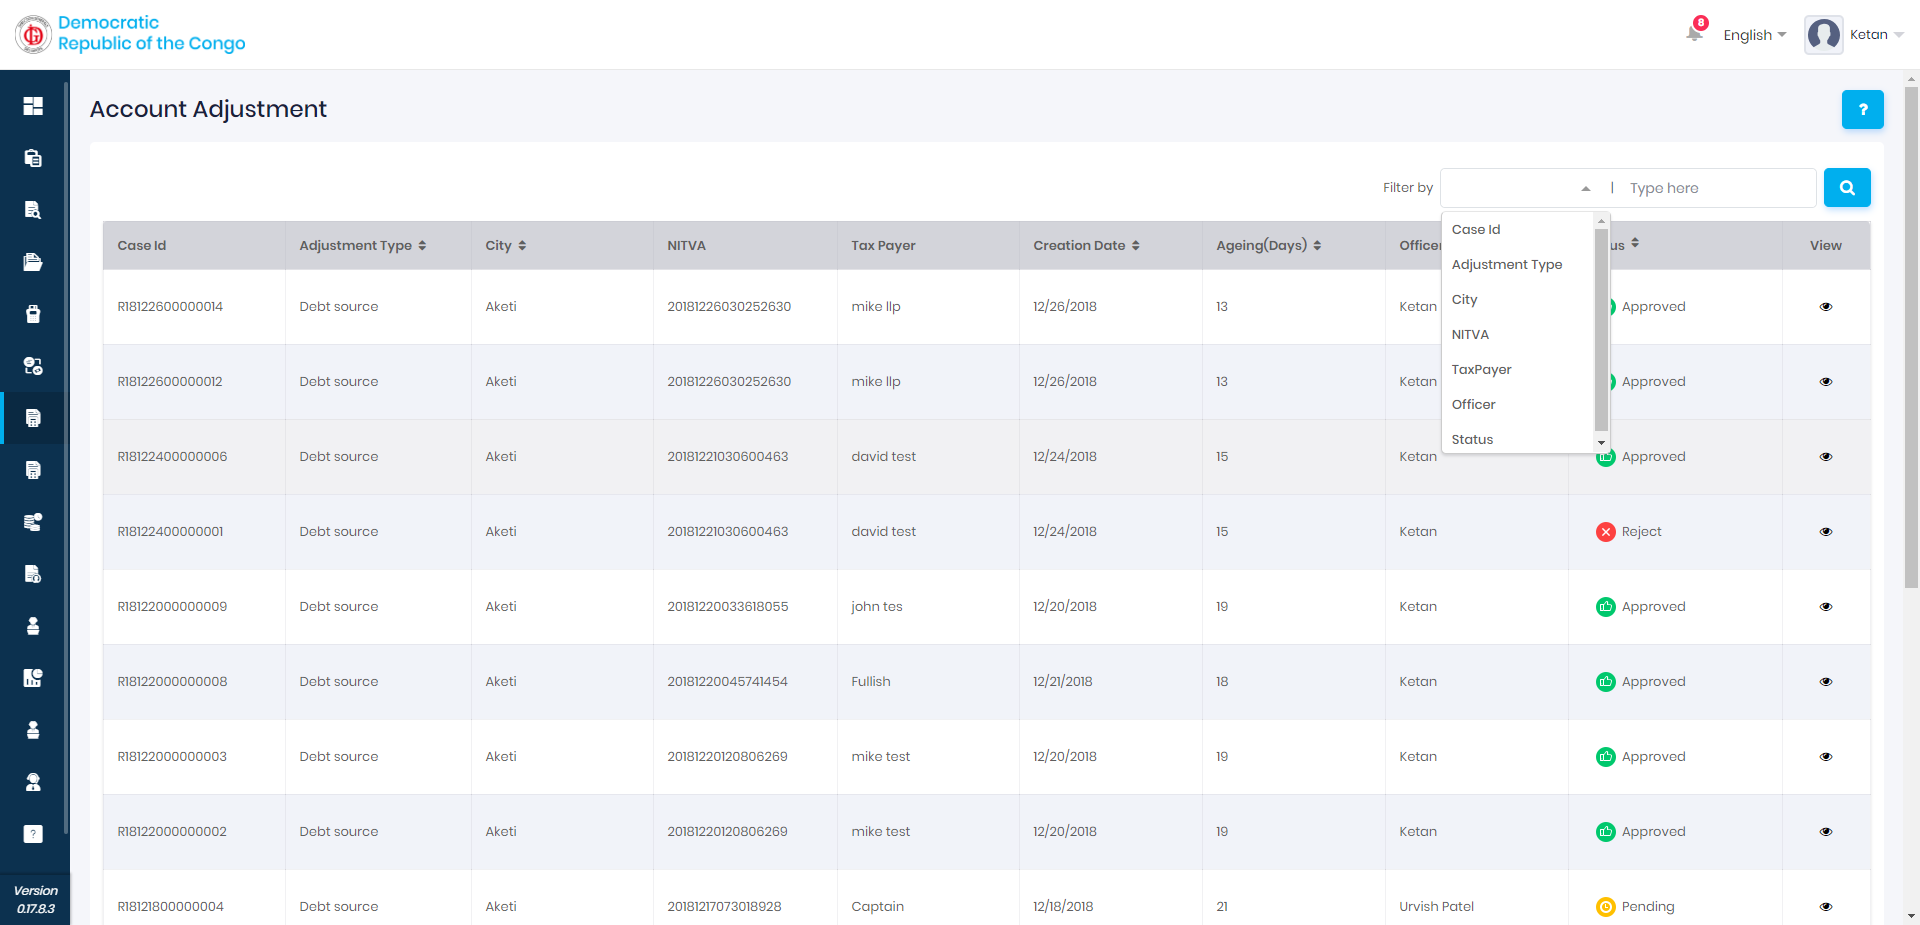 Democratic
Republic of the Congo
8
English
Ketan
Account Adjustment
?
Filter by | Type here
Case Id
Adjustment Type
City
NITVA
TaxPayer
Officer
Status
Case Id Adjustment Type City NITVA Tax Payer Creation Date Ageing(Days) Officer us View
R18122600000014 Debt source Aketi 20181226030252630 mike llp 12/26/2018 13 Ketan Approved
R18122600000012 Debt source Aketi 20181226030252630 mike llp 12/26/2018 13 Ketan Approved
R18122400000006 Debt source Aketi 20181221030600463 david test 12/24/2018 15 Ketan Approved
R18122400000001 Debt source Aketi 20181221030600463 david test 12/24/2018 15 Ketan Reject
R18122000000009 Debt source Aketi 20181220033618055 john tes 12/20/2018 19 Ketan Approved
R18122000000008 Debt source Aketi 20181220045741454 Fullish 12/21/2018 18 Ketan Approved
R18122000000003 Debt source Aketi 20181220120806269 mike test 12/20/2018 19 Ketan Approved
R18122000000002 Debt source Aketi 20181220120806269 mike test 12/20/2018 19 Ketan Approved
R18121800000004 Debt source Aketi 20181217073018928 Captain 12/18/2018 21 Urvish Patel Pending
?
Version
0.17.8.3